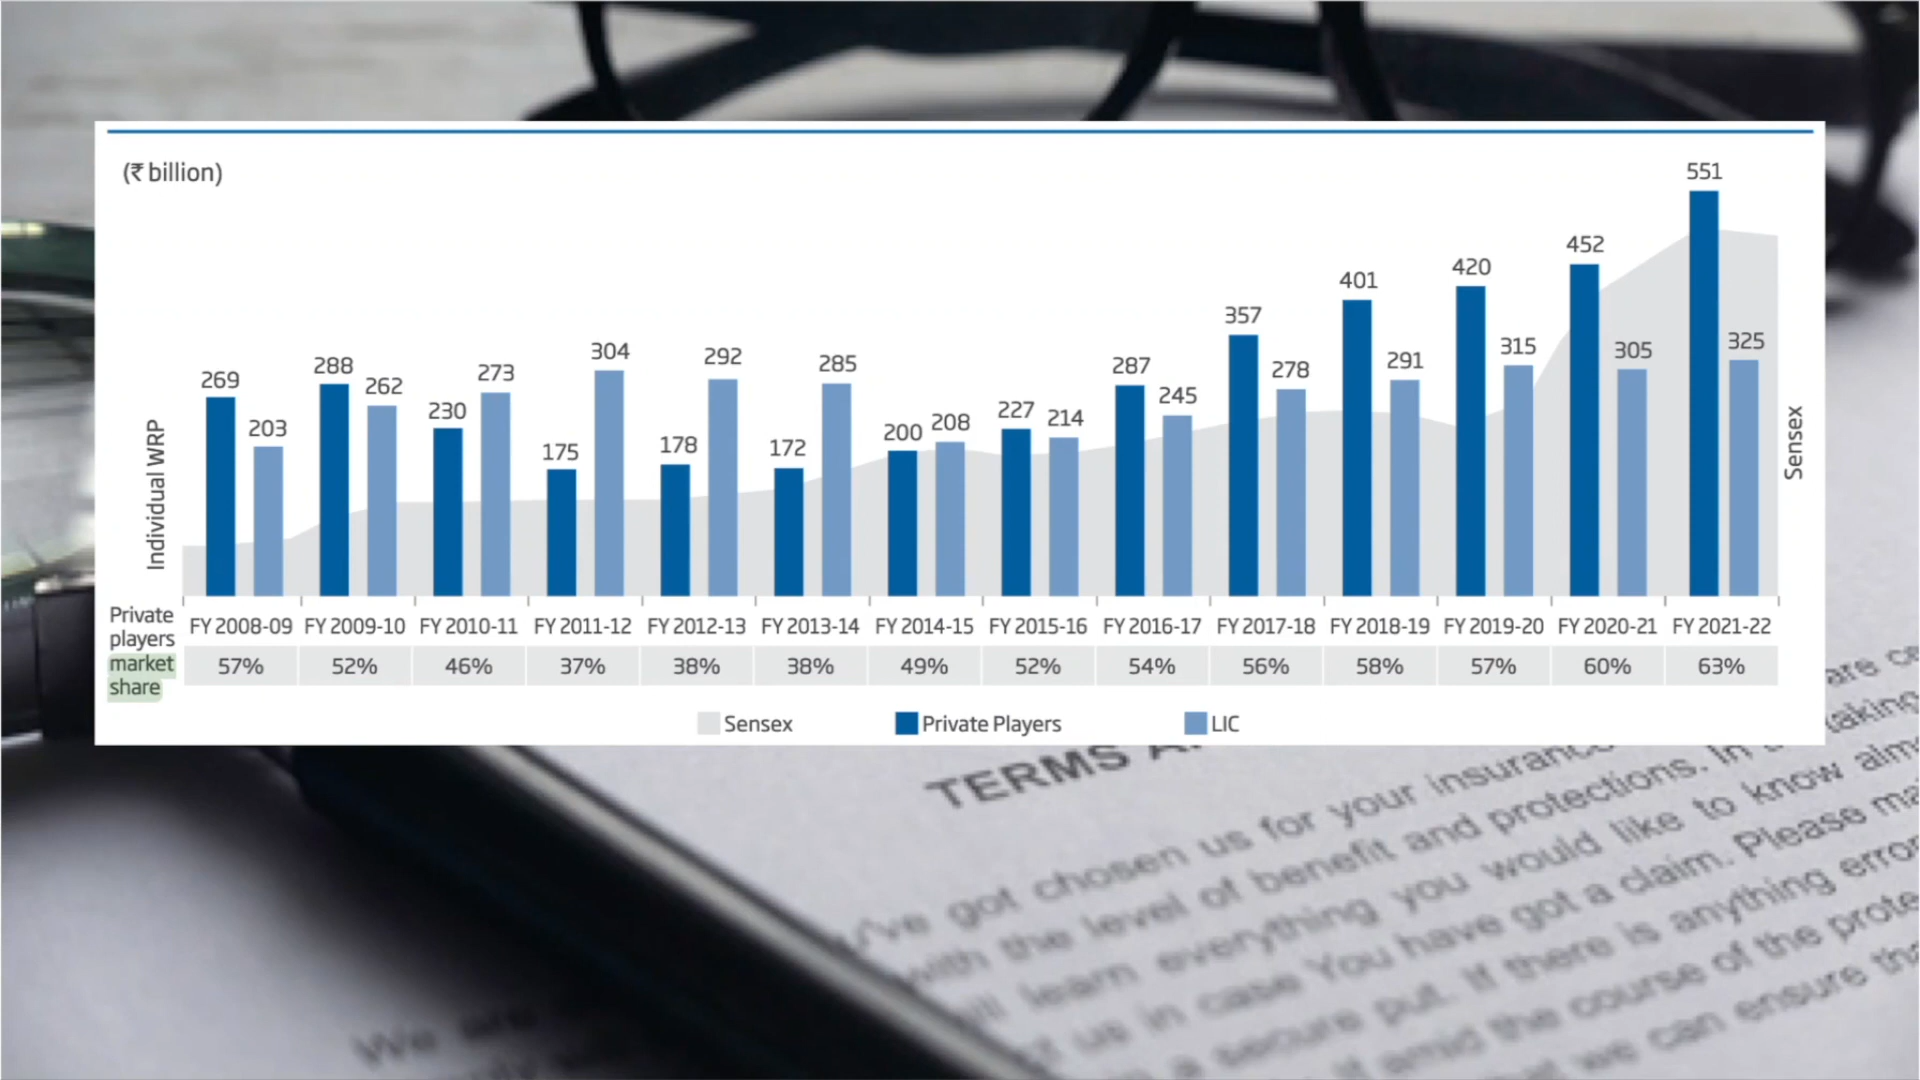 (₹ billion)
551
452
420
401
357
325
315
305
304
292
288
291
287
285
278
269
273
262
245
230
227
203
200
208
214
175
178
172
Individual WRP
Sensex
FY 2008-09 FY 2009-10 FY 2010-11 FY 2011-12 FY 2012-13 FY 2013-14 FY 2014-15 FY 2015-16 FY 2016-17 FY 2017-18 FY 2018-19 FY 2019-20 FY 2020-21 FY 2021-22
Private
players
market
share
57% 52% 46% 37% 38% 38% 49% 52% 54% 56% 58% 57% 60% 63%
Sensex Private Players LIC
TERMS
got chosen us for your insurance
with the level of benefit and protections. In
learn everything you would like to know
us in case You have got a claim. Please
a secure put. If there is anything
amid the course of the
we can ensure
We are